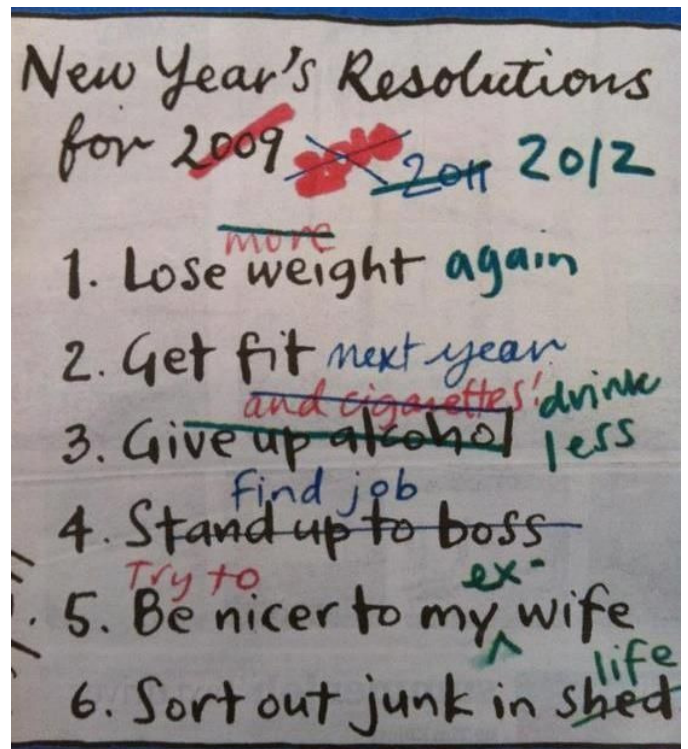 New Year's Resolutions
for 2009 2011 2012
more
1. Lose weight again
2. Get fit next year
and cigarettes! drink
3. Give up alcohol less
find job
4. Stand up to boss
Try to ex-
5. Be nicer to my wife
life
6. Sort out junk in shed